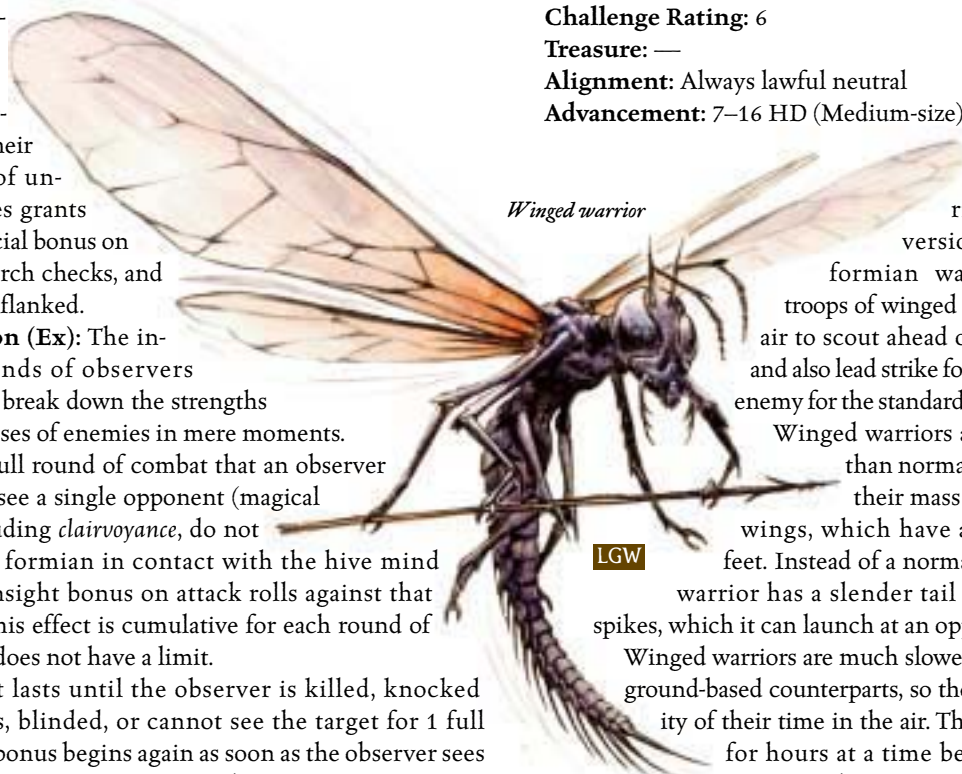 -
-
heir
of un-
es grants
cial bonus on
rch checks, and
flanked.
on (Ex): The in-
nds of observers
break down the strengths
ses of enemies in mere moments.
ull round of combat that an observer
see a single opponent (magical
ding clairvoyance, do not
formian in contact with the hive mind
nsight bonus on attack rolls against that
his effect is cumulative for each round of
does not have a limit.
t lasts until the observer is killed, knocked
s, blinded, or cannot see the target for 1 full
bonus begins again as soon as the observer sees
Challenge Rating: 6
Treasure: —
Alignment: Always lawful neutral
Advancement: 7–16 HD (Medium-size)
Winged warrior
r
versio
formian wa
troops of winged
air to scout ahead o
and also lead strike fo
enemy for the standard
Winged warriors a
than norma
their mass
wings, which have a
feet. Instead of a norma
warrior has a slender tail
spikes, which it can launch at an op
Winged warriors are much slowe
ground-based counterparts, so the
ity of their time in the air. Th
for hours at a time be
LGW